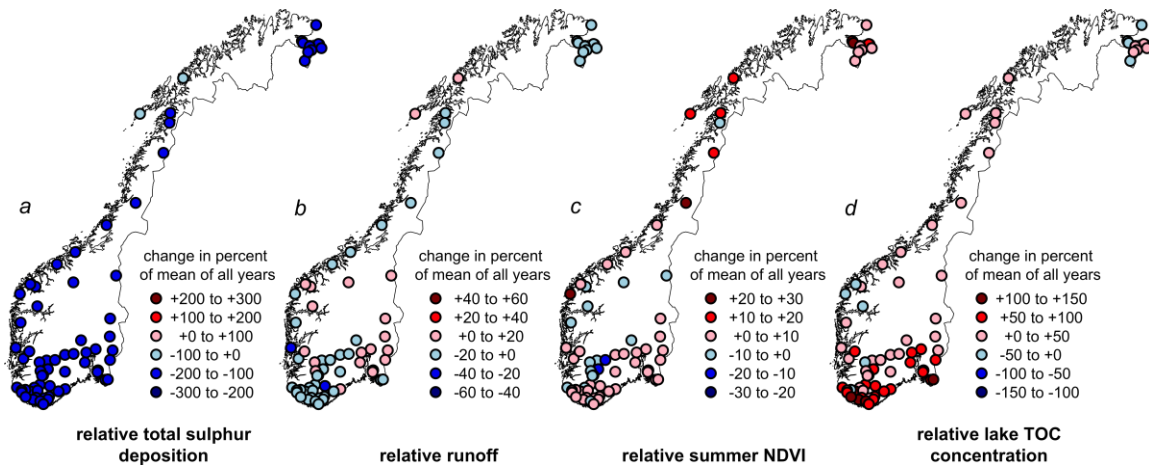 a
change in percent
of mean of all years
+200 to +300
+100 to +200
+0 to +100
-100 to +0
-200 to -100
-300 to -200
relative total sulphur
deposition
b
change in percent
of mean of all years
+40 to +60
+20 to +40
+0 to +20
-20 to +0
-40 to -20
-60 to -40
relative runoff
c
change in percent
of mean of all years
+20 to +30
+10 to +20
+0 to +10
-10 to +0
-20 to -10
-30 to -20
relative summer NDVI
d
change in percent
of mean of all years
+100 to +150
+50 to +100
+0 to +50
-50 to +0
-100 to -50
-150 to -100
relative lake TOC
concentration